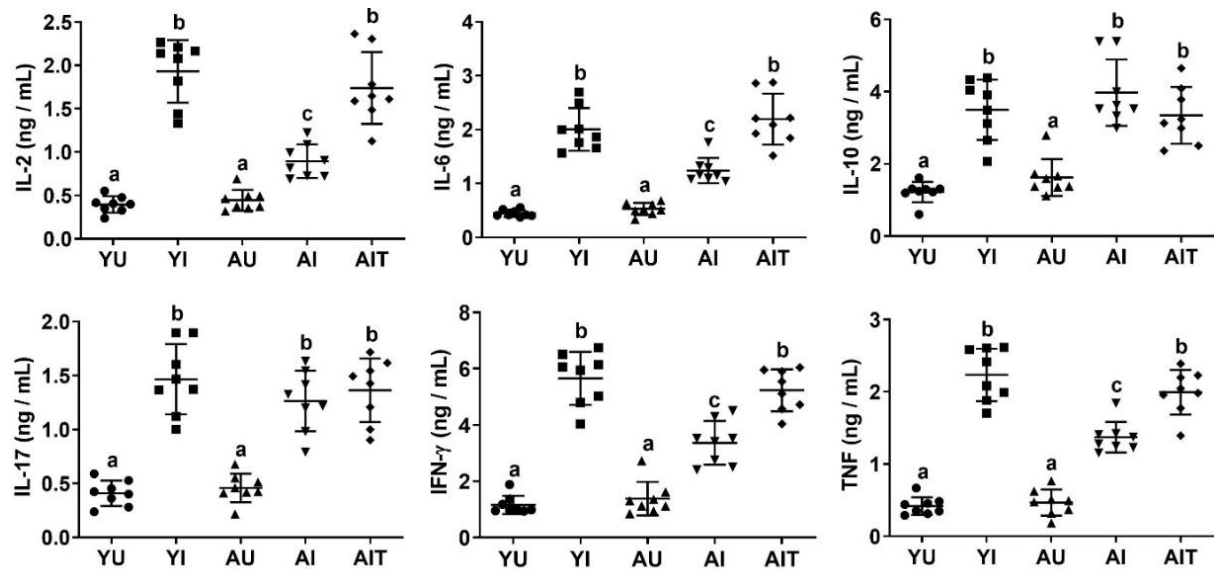 IL-2 (ng / mL)
2.5
2.0
1.5
1.0
0.5
0.0
a
b
a
c
b
YU YI AU AI AIT
IL-6 (ng / mL)
4
3
2
1
0
a
b
a
c
b
YU YI AU AI AIT
IL-10 (ng / mL)
6
4
2
0
a
b
a
b
b
YU YI AU AI AIT
IL-17 (ng / mL)
2.0
1.5
1.0
0.5
0.0
a
b
a
b
b
YU YI AU AI AIT
IFN-γ (ng / mL)
8
6
4
2
0
a
b
a
c
b
YU YI AU AI AIT
TNF (ng / mL)
3
2
1
0
a
b
a
c
b
YU YI AU AI AIT